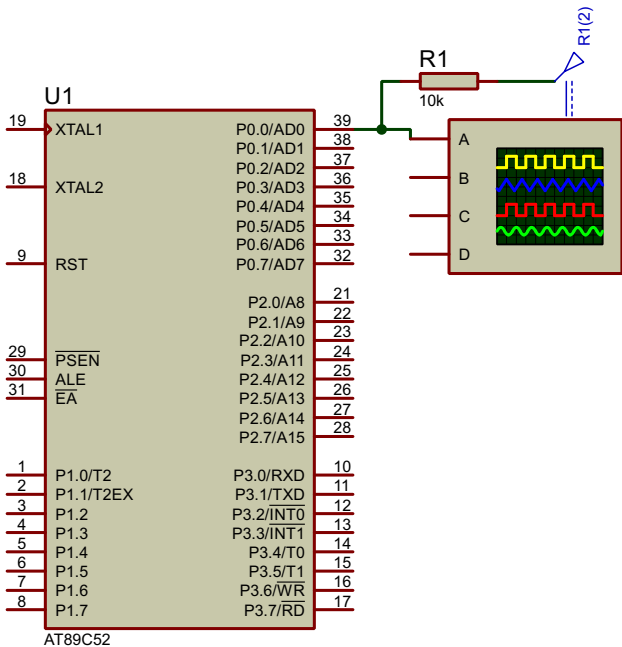 R1(2)
R1
10k
U1
19 XTAL1 P0.0/AD0 39
P0.1/AD1 38
P0.2/AD2 37
18 XTAL2 P0.3/AD3 36
P0.4/AD4 35
P0.5/AD5 34
P0.6/AD6 33
9 RST P0.7/AD7 32
A
B
C
D
P2.0/A8 21
P2.1/A9 22
P2.2/A10 23
29 PSEN P2.3/A11 24
30 ALE P2.4/A12 25
31 EA P2.5/A13 26
P2.6/A14 27
P2.7/A15 28
1 P1.0/T2 P3.0/RXD 10
2 P1.1/T2EX P3.1/TXD 11
3 P1.2 P3.2/INT0 12
4 P1.3 P3.3/INT1 13
5 P1.4 P3.4/T0 14
6 P1.5 P3.5/T1 15
7 P1.6 P3.6/WR 16
8 P1.7 P3.7/RD 17
AT89C52